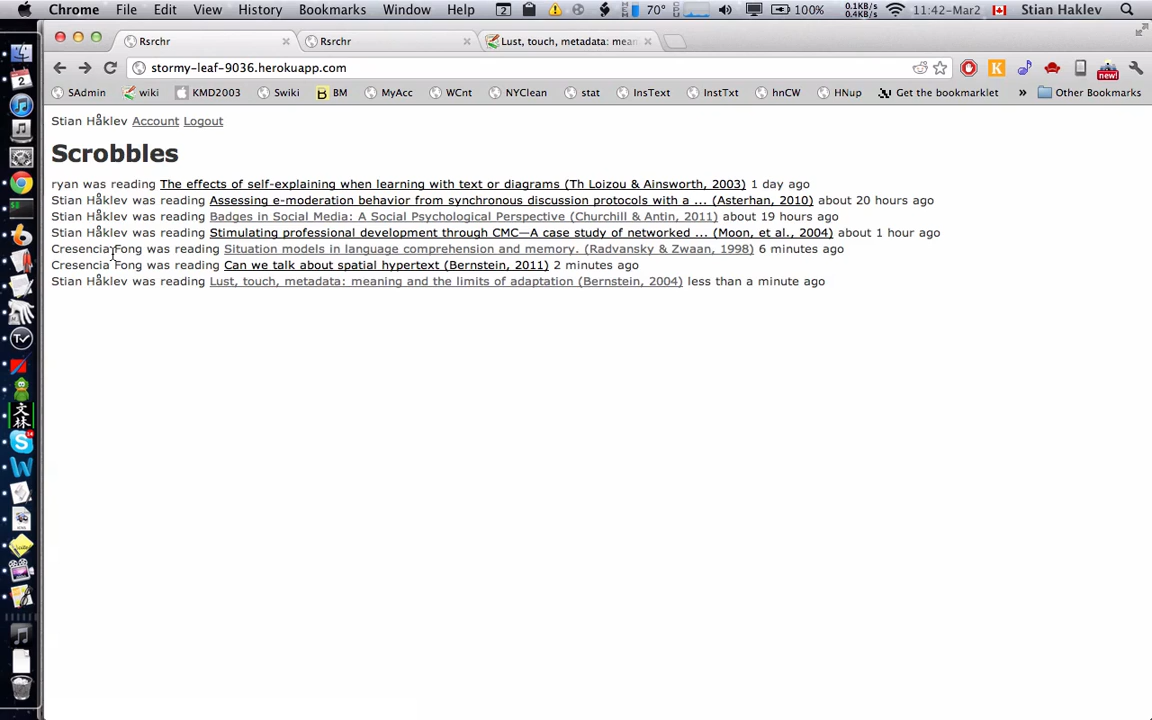 Chrome File Edit View History Bookmarks Window Help 2 70° 100% 0.1KB/s 0.4KB/s 11:42-Mar2 Stian Haklev
Rsrchr Rsrchr Lust, touch, metadata: mean
stormy-leaf-9036.herokuapp.com new!
SAdmin wiki KMD2003 Swiki BM MyAcc WCnt NYClean stat InsText InstTxt hnCW HNup Get the bookmarklet » Other Bookmarks
Stian Håklev Account Logout
Scrobbles
ryan was reading The effects of self-explaining when learning with text or diagrams (Th Loizou & Ainsworth, 2003) 1 day ago
Stian Håklev was reading Assessing e-moderation behavior from synchronous discussion protocols with a ... (Asterhan, 2010) about 20 hours ago
Stian Håklev was reading Badges in Social Media: A Social Psychological Perspective (Churchill & Antin, 2011) about 19 hours ago
Stian Håklev was reading Stimulating professional development through CMC—A case study of networked ... (Moon, et al., 2004) about 1 hour ago
Cresencia Fong was reading Situation models in language comprehension and memory. (Radvansky & Zwaan, 1998) 6 minutes ago
Cresencia Fong was reading Can we talk about spatial hypertext (Bernstein, 2011) 2 minutes ago
Stian Håklev was reading Lust, touch, metadata: meaning and the limits of adaptation (Bernstein, 2004) less than a minute ago